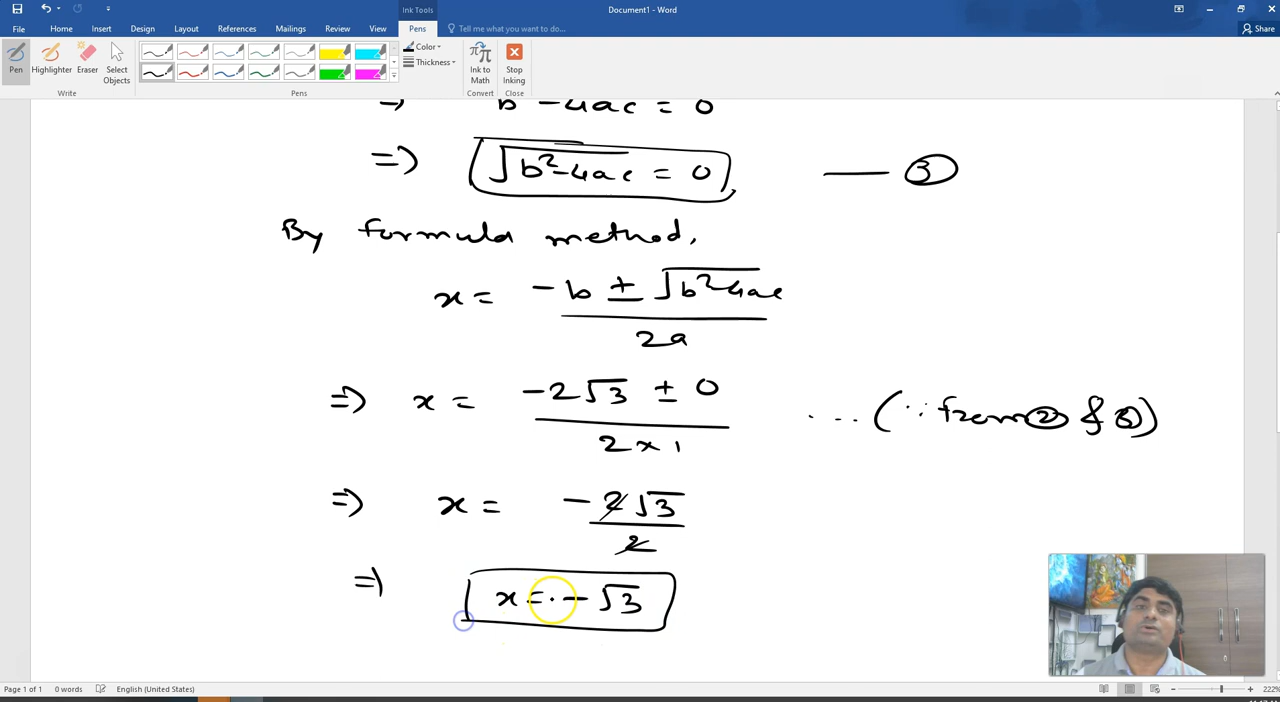 Ink Tools
Document1 - Word
File Home Insert Design Layout References Mailings Review View Pens Tell me what you want to do... Share
Pen Highlighter Eraser Select Objects
Color
Thickness
Ink to Math
Stop Inking
Write Pens Convert Close
⇒ b -4ac = 0
⇒ √b²-4ac = 0 — ③
By formula method,
x = -b ± √b²-4ac / 2a
⇒ x = -2√3 ± 0 / 2×1 ... (∵ from ② & ③)
⇒ x = -2√3 / 2
⇒ x = -√3
Page 1 of 1 0 words English (United States) 222%